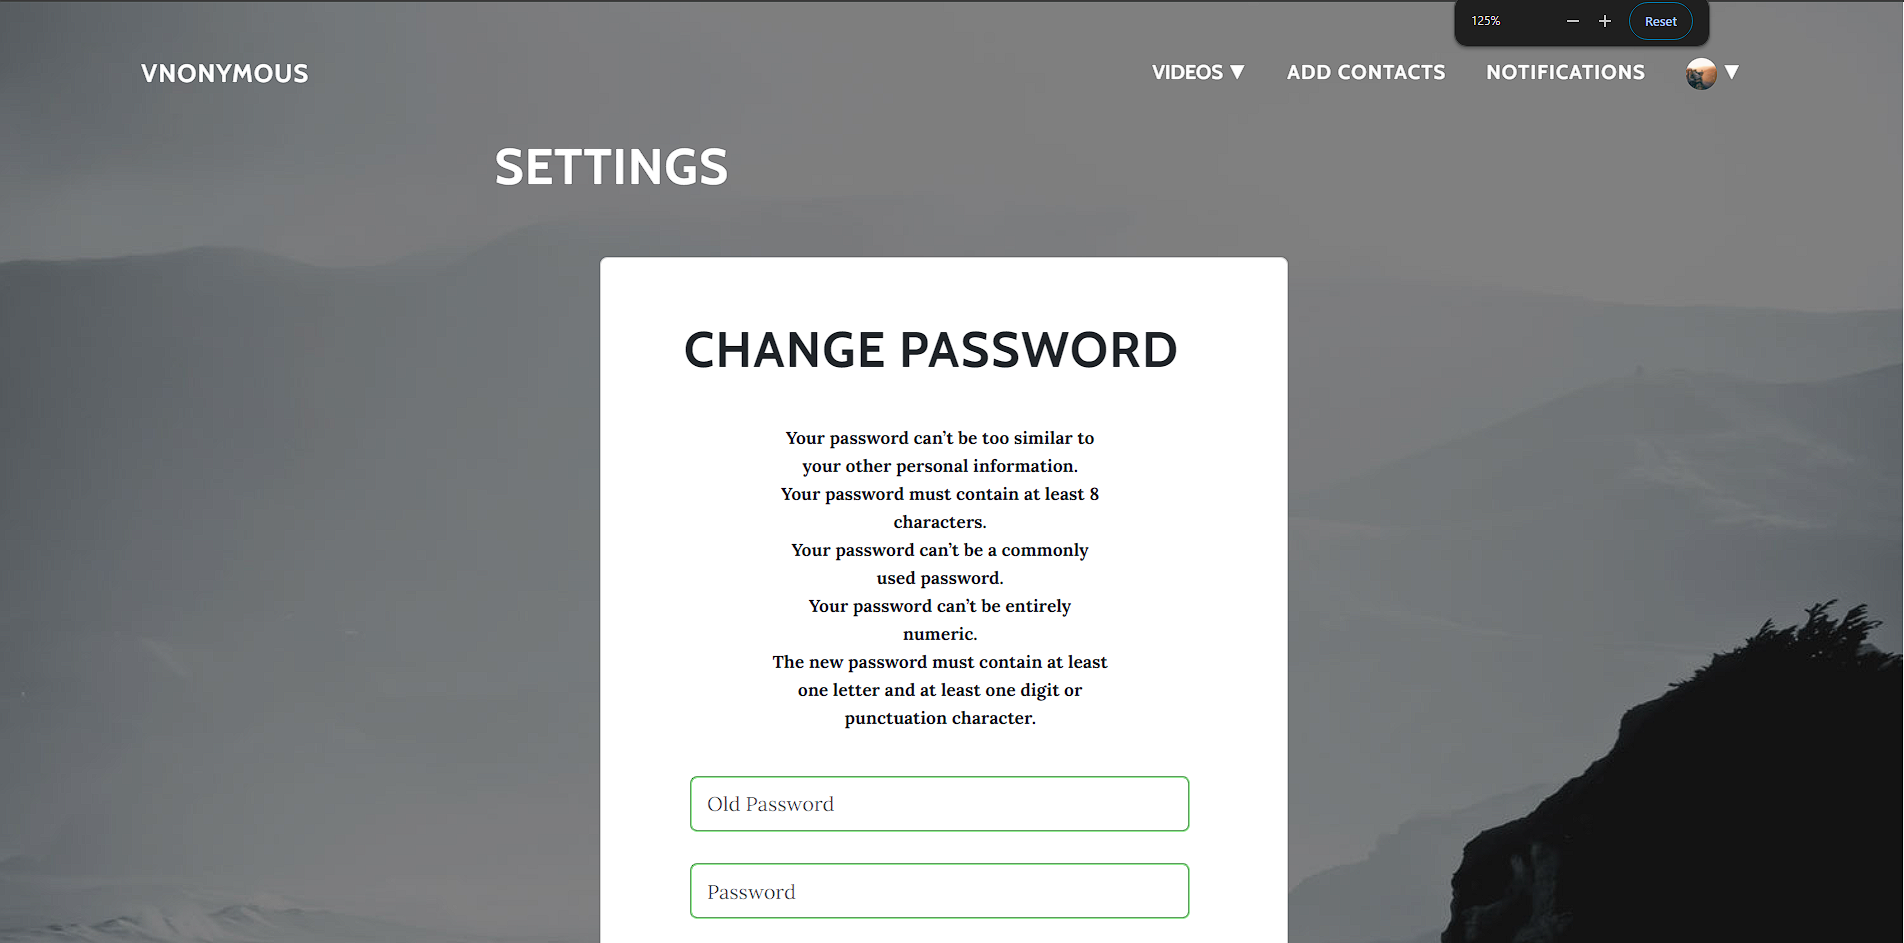 125%
Reset
VNONYMOUS
VIDEOS ▼
ADD CONTACTS
NOTIFICATIONS
▼
SETTINGS
CHANGE PASSWORD
Your password can’t be too similar to
your other personal information.
Your password must contain at least 8
characters.
Your password can’t be a commonly
used password.
Your password can’t be entirely
numeric.
The new password must contain at least
one letter and at least one digit or
punctuation character.
Old Password
Password